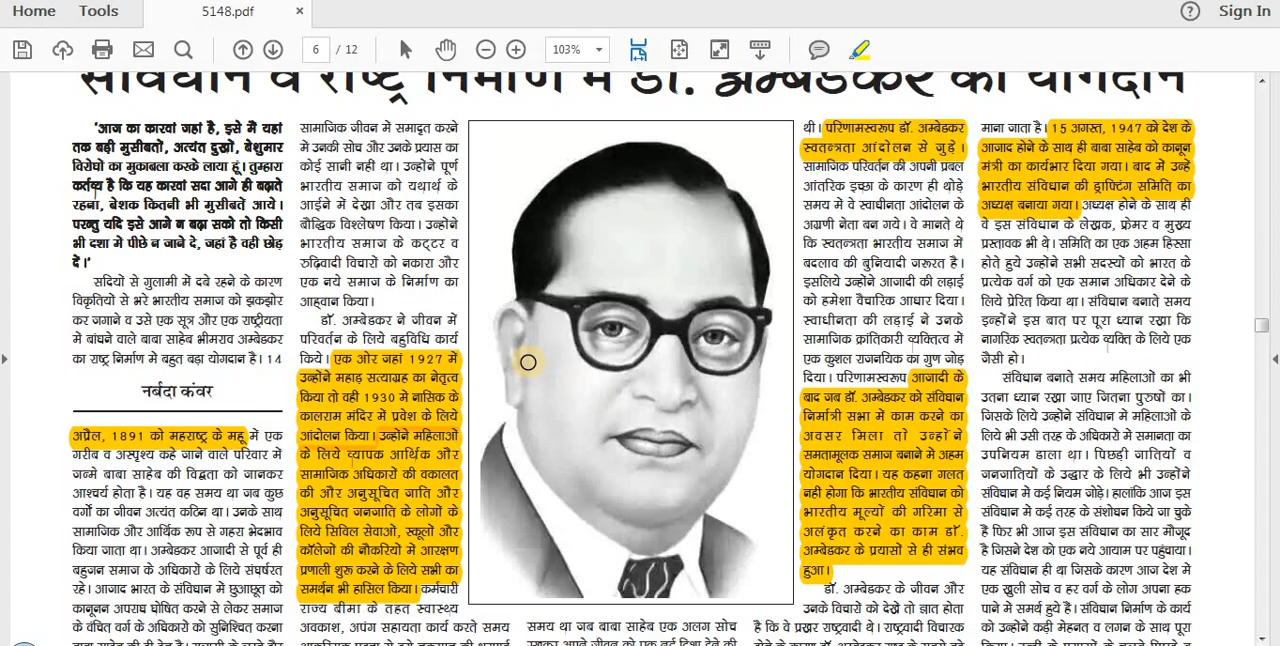 Home Tools 5148.pdf × ? Sign In
6 / 12 103%
संविधान व राष्ट्र निर्माण में डॉ. अम्बेडकर का योगदान
'आज का कारवां जहां है, इसे मैं यहां
तक बढ़ी मुसीबतों, अत्यंत दुखों, बेशुमार
विरोधों का मुकाबला करके लाया हूं। तुम्हारा
कर्तव्य है कि यह कारवां सदा आगे ही बढ़ता
रहना, बेशक कितनी भी मुसीबतें आये।
परन्तु यदि इसे आगे न बढ़ा सको तो किसी
भी दशा में पीछे न जाने दे, जहां है वही छोड़
दें।'
सदियों से गुलामी में दबे रहने के कारण
विकृतियों से भरे भारतीय समाज को झकझोर
कर जगाने व उसे एक सूत्र और एक राष्ट्रीयता
में बांधने वाले बाबा साहेब भीमराव अम्बेडकर
का राष्ट्र निर्माण में बहुत बड़ा योगदान है। 14
नर्बदा कंवर
अप्रैल, 1891 को महराष्ट्र के महू में एक
गरीब व अस्पृश्य कहे जाने वाले परिवार में
जन्मे बाबा साहेब की विद्वता को जानकर
आश्चर्य होता है। यह वह समय था जब कुछ
वर्गो का जीवन अत्यंत कठिन था। उनके साथ
सामाजिक और आर्थिक रूप से गहरा भेदभाव
किया जाता था। अम्बेडकर आजादी से पूर्व ही
बहुजन समाज के अधिकारों के लिये संघर्षरत
रहे। आजाद भारत के संविधान में छुआछूत को
कानूनन अपराध घोषित करने से लेकर समाज
के वंचित वर्ग के अधिकारों को सुनिश्चित करना
सामाजिक जीवन में समादृत करने
में उनकी सोच और उनके प्रयास का
कोई सानी नही था। उन्होंने पूर्ण
भारतीय समाज को यथार्थ के
आईने में देखा और तब इसका
बौद्धिक विश्लेषण किया। उन्होंने
भारतीय समाज के कट्टर व
रुढ़िवादी विचारों को नकारा और
एक नये समाज के निर्माण का
आहवान किया।
डॉ. अम्बेडकर ने जीवन में
परिवर्तन के लिये बहुविधि कार्य
किये। एक ओर जहां 1927 में
उन्होंने महाड़ सत्याग्रह का नेतृत्व
किया तो वही 1930 में नासिक के
कालराम मंदिर में प्रवेश के लिये
आंदोलन किया। उन्होंने महिलाओं
के लिये व्यापक आर्थिक और
सामाजिक अधिकारों की वकालत
की और अनुसूचित जाति और
अनुसूचित जनजाति के लोगों के
लिये सिविल सेवाओं, स्कूलों और
कॉलेजों की नौकरियों में आरक्षण
प्रणाली शुरू करने के लिये सभी का
समर्थन भी हासिल किया। कर्मचारी
राज्य बीमा के तहत स्वास्थ्य
अवकाश, अपंग सहायता कार्य करते समय
समय था जब बाबा साहेब एक अलग सोच
थी। परिणामस्वरूप डॉ. अम्बेडकर
स्वतन्त्रता आंदोलन से जुड़े।
सामाजिक परिवर्तन की अपनी प्रबल
आंतरिक इच्छा के कारण ही थोड़े
समय में वे स्वाधीनता आंदोलन के
अग्रणी नेता बन गये। वे मानते थे
कि स्वतन्त्रता भारतीय समाज में
बदलाव की बुनियादी जरूरत है।
इसलिये उन्होंने आजादी की लड़ाई
को हमेशा वैचारिक आधार दिया।
स्वाधीनता की लड़ाई ने उनके
सामाजिक क्रांतिकारी व्यक्तित्व में
एक कुशल राजनयिक का गुण जोड़
दिया। परिणामस्वरूप आजादी के
बाद जब डॉ. अम्बेडकर को संविधान
निर्मात्री सभा में काम करने का
अवसर मिला तो उन्होंने
समतामूलक समाज बनाने में अहम
योगदान दिया। यह कहना गलत
नही होगा कि भारतीय संविधान को
भारतीय मूल्यों की गरिमा से
अलंकृत करने का काम डॉ.
अम्बेडकर के प्रयासों से ही संभव
हुआ।
डॉ. अम्बेडकर के जीवन और
उनके विचारों को देखें तो ज्ञात होता
है कि वे प्रखर राष्ट्रवादी थे। राष्ट्रवादी विचारक
माना जाता है। 15 अगस्त, 1947 को देश के
आजाद होने के साथ ही बाबा साहेब को कानून
मंत्री का कार्यभार दिया गया। बाद में उन्हें
भारतीय संविधान की ड्राफ्टिंग समिति का
अध्यक्ष बनाया गया। अध्यक्ष होने के साथ ही
वे इस संविधान के लेखक, फ्रेमर व मुख्य
प्रस्तावक भी थे। समिति का एक अहम हिस्सा
होते हुये उन्होंने सभी सदस्यों को भारत के
प्रत्येक वर्ग को एक समान अधिकार देने के
लिये प्रेरित किया था। संविधान बनाते समय
इन्होंने इस बात पर पूरा ध्यान रखा कि
नागरिक स्वतन्त्रता प्रत्येक व्यक्ति के लिये एक
जैसी हो।
संविधान बनाते समय महिलाओं का भी
उतना ध्यान रखा जाए जितना पुरुषों का।
जिसके लिये उन्होंने संविधान में महिलाओं के
लिये भी उसी तरह के अधिकारों में समानता का
उपनियम डाला था। पिछड़ी जातियों व
जनजातियों के उद्धार के लिये भी उन्होंने
संविधान में कई नियम जोड़े। हालांकि आज इस
संविधान में कई तरह के संशोधन किये जा चुके
हैं फिर भी आज इस संविधान का सार मौजूद
है जिसने देश को एक नये आयाम पर पहुंचाया।
यह संविधान ही था जिसके कारण आज देश में
एक खुली सोच व हर वर्ग के लोग अपना हक
पाने में समर्थ हुये है। संविधान निर्माण के कार्य
को उन्होंने कड़ी मेहनत व लगन के साथ पूरा